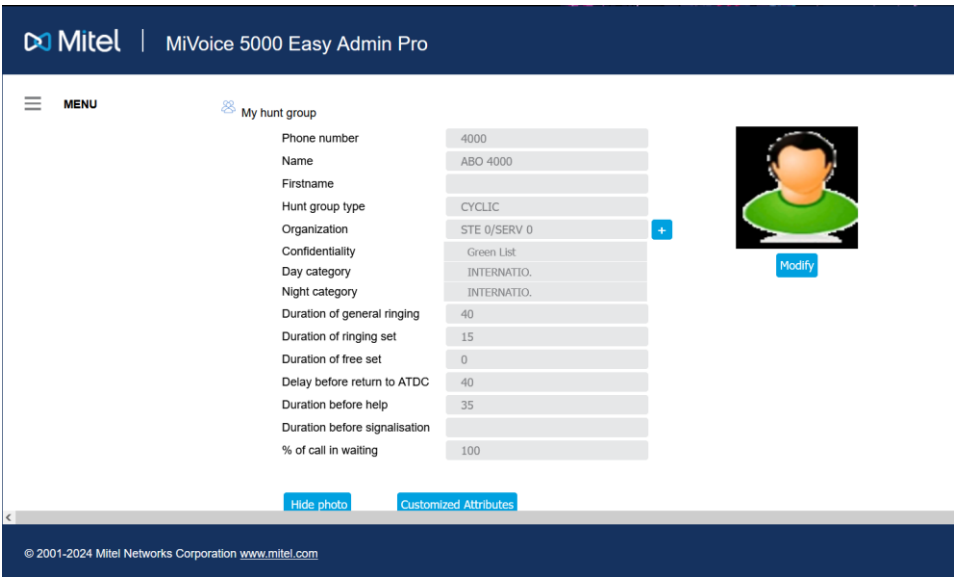 Mitel | MiVoice 5000 Easy Admin Pro
MENU
My hunt group
Phone number 4000
Name ABO 4000
Firstname
Hunt group type CYCLIC
Organization STE 0/SERV 0 +
Confidentiality Green List
Day category INTERNATIO.
Night category INTERNATIO.
Duration of general ringing 40
Duration of ringing set 15
Duration of free set 0
Delay before return to ATDC 40
Duration before help 35
Duration before signalisation
% of call in waiting 100
Modify
Hide photo Customized Attributes
© 2001-2024 Mitel Networks Corporation www.mitel.com